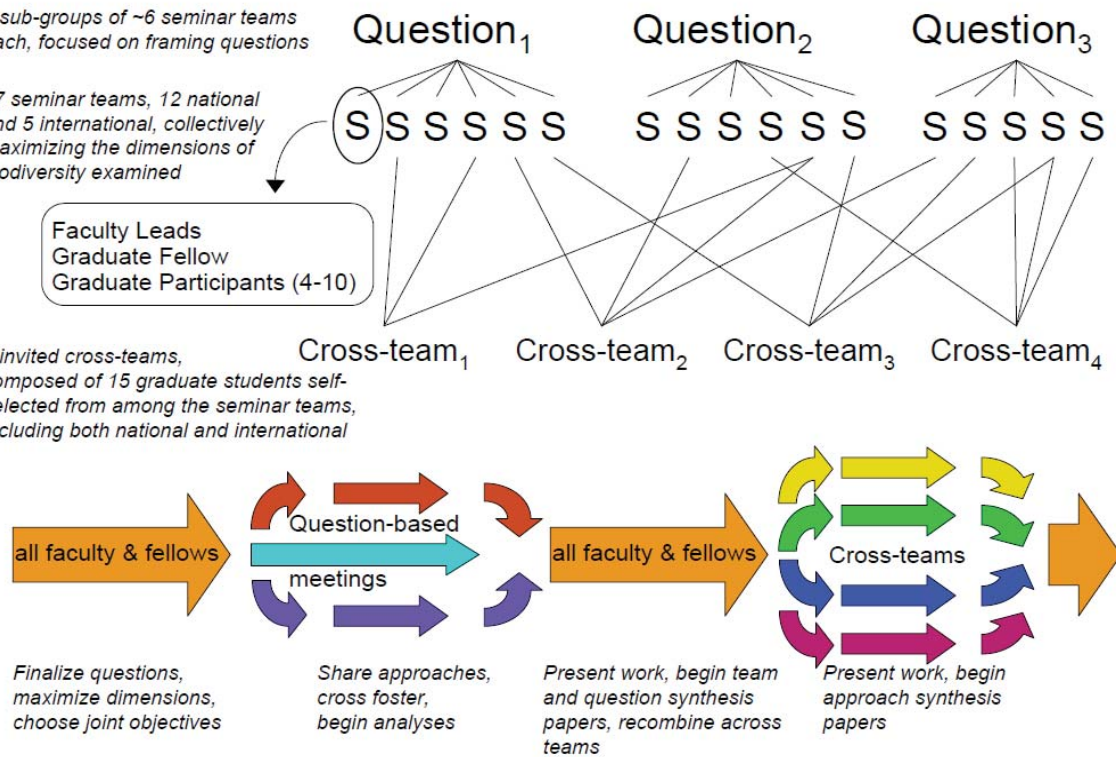 sub-groups of ~6 seminar teams
ach, focused on framing questions
Question1
Question2
Question3
7 seminar teams, 12 national
nd 5 international, collectively
aximizing the dimensions of
odiversity examined
S S S S S S
S S S S S S
S S S S S
Faculty Leads
Graduate Fellow
Graduate Participants (4-10)
Cross-team1
Cross-team2
Cross-team3
Cross-team4
invited cross-teams,
omposed of 15 graduate students self-
elected from among the seminar teams,
cluding both national and international
all faculty & fellows
Question-based
meetings
all faculty & fellows
Cross-teams
Finalize questions,
maximize dimensions,
choose joint objectives
Share approaches,
cross foster,
begin analyses
Present work, begin team
and question synthesis
papers, recombine across
teams
Present work, begin
approach synthesis
papers